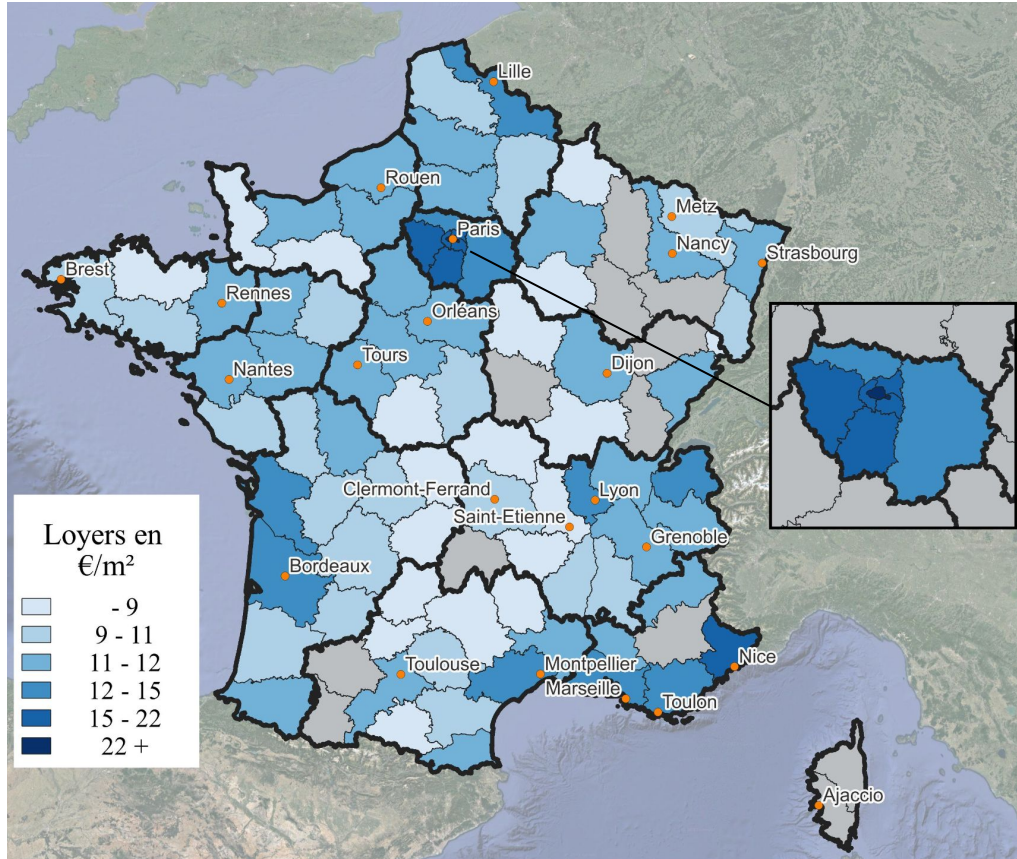 Lille
Rouen
Metz
Paris
Nancy
Strasbourg
Brest
Rennes
Orléans
Tours
Dijon
Nantes
Clermont-Ferrand
Lyon
Saint-Etienne
Grenoble
Bordeaux
Toulouse
Montpellier
Nice
Marseille
Toulon
Ajaccio
Loyers en
€/m²
- 9
9 - 11
11 - 12
12 - 15
15 - 22
22 +